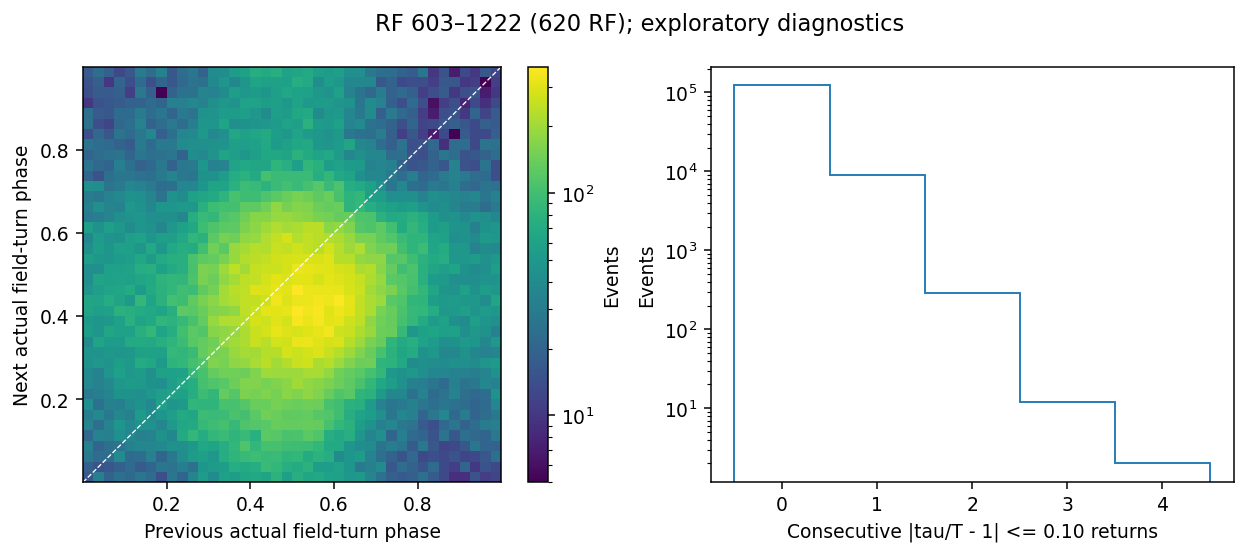 RF 603–1222 (620 RF); exploratory diagnostics
Next actual field-turn phase
0.8
0.6
0.4
0.2
0.2 0.4 0.6 0.8
Previous actual field-turn phase
10²
10¹
Events
Events
10⁵
10⁴
10³
10²
10¹
0 1 2 3 4
Consecutive |tau/T - 1| <= 0.10 returns